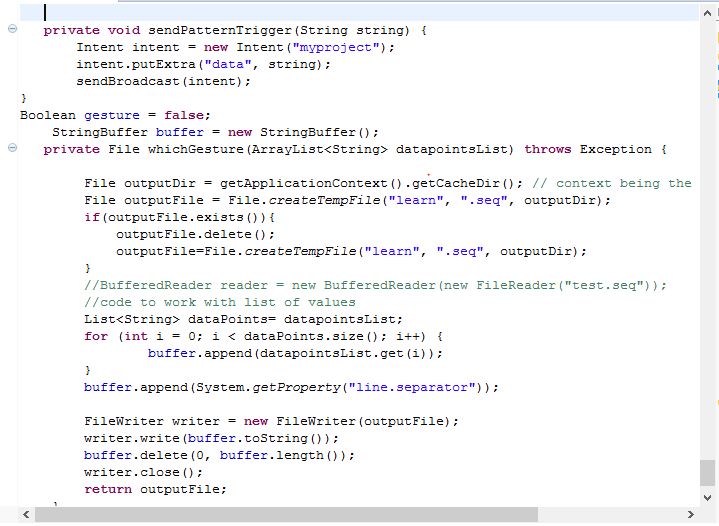 private void sendPatternTrigger(String string) {
Intent intent = new Intent("myproject");
intent.putExtra("data", string);
sendBroadcast(intent);
}
Boolean gesture = false;
StringBuffer buffer = new StringBuffer();
private File whichGesture(ArrayList<String> datapointsList) throws Exception {
File outputDir = getApplicationContext().getCacheDir(); // context being the
File outputFile = File.createTempFile("learn", ".seq", outputDir);
if(outputFile.exists()){
outputFile.delete();
outputFile=File.createTempFile("learn", ".seq", outputDir);
}
//BufferedReader reader = new BufferedReader(new FileReader("test.seq"));
//code to work with list of values
List<String> dataPoints= datapointsList;
for (int i = 0; i < dataPoints.size(); i++) {
buffer.append(datapointsList.get(i));
}
buffer.append(System.getProperty("line.separator"));
FileWriter writer = new FileWriter(outputFile);
writer.write(buffer.toString());
buffer.delete(0, buffer.length());
writer.close();
return outputFile;